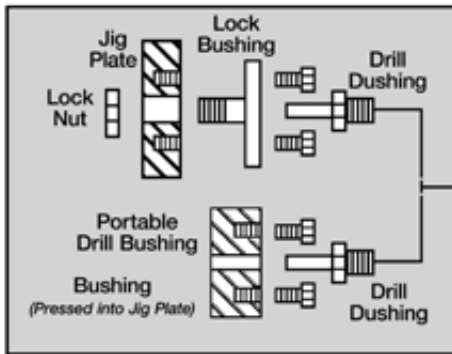 Jig
Plate
Lock
Bushing
Drill
Dushing
Lock
Nut
Portable
Drill Bushing
Bushing
(Pressed into Jig Plate)
Drill
Dushing